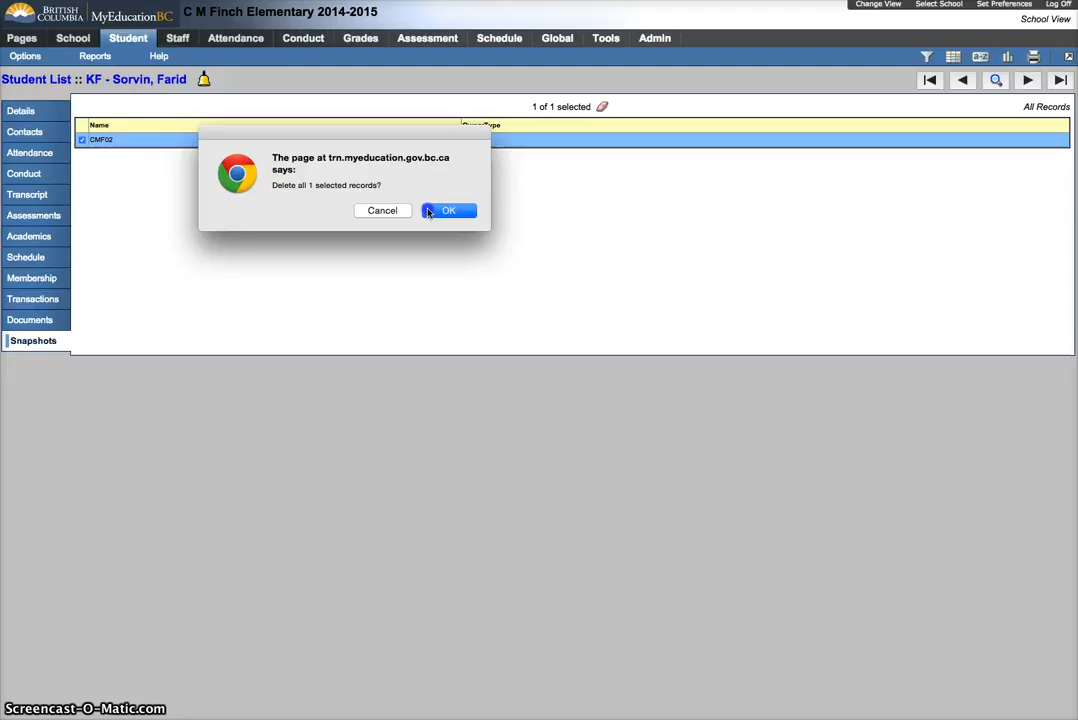 BRITISH
COLUMBIA
MyEducationBC
C M Finch Elementary 2014-2015
Change View Select School Set Preferences Log Off
School View
Pages School Student Staff Attendance Conduct Grades Assessment Schedule Global Tools Admin
Options Reports Help
a-z
Student List :: KF - Sorvin, Farid
Details
Contacts
Attendance
Conduct
Transcript
Assessments
Academics
Schedule
Membership
Transactions
Documents
Snapshots
1 of 1 selected
All Records
Name OwnerType
CMF02
The page at trn.myeducation.gov.bc.ca
says:
Delete all 1 selected records?
Cancel OK
Screencast-O-Matic.com